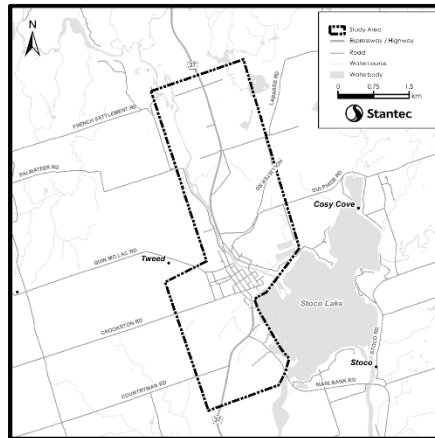 N
Study Area
Expressway / Highway
Road
Watercourse
Waterbody
0 0.75 1.5
km
Stantec
37
LABARGE RD
FRENCH SETTLEMENT RD
PALMATEER RD
SULPHIDE RD
Cosy Cove
QUIN MO LAC RD
Tweed
Stoco Lake
CROOKSTON RD
STOCO RD
Stoco
COUNTRYMAN RD
MARLBANK RD
37